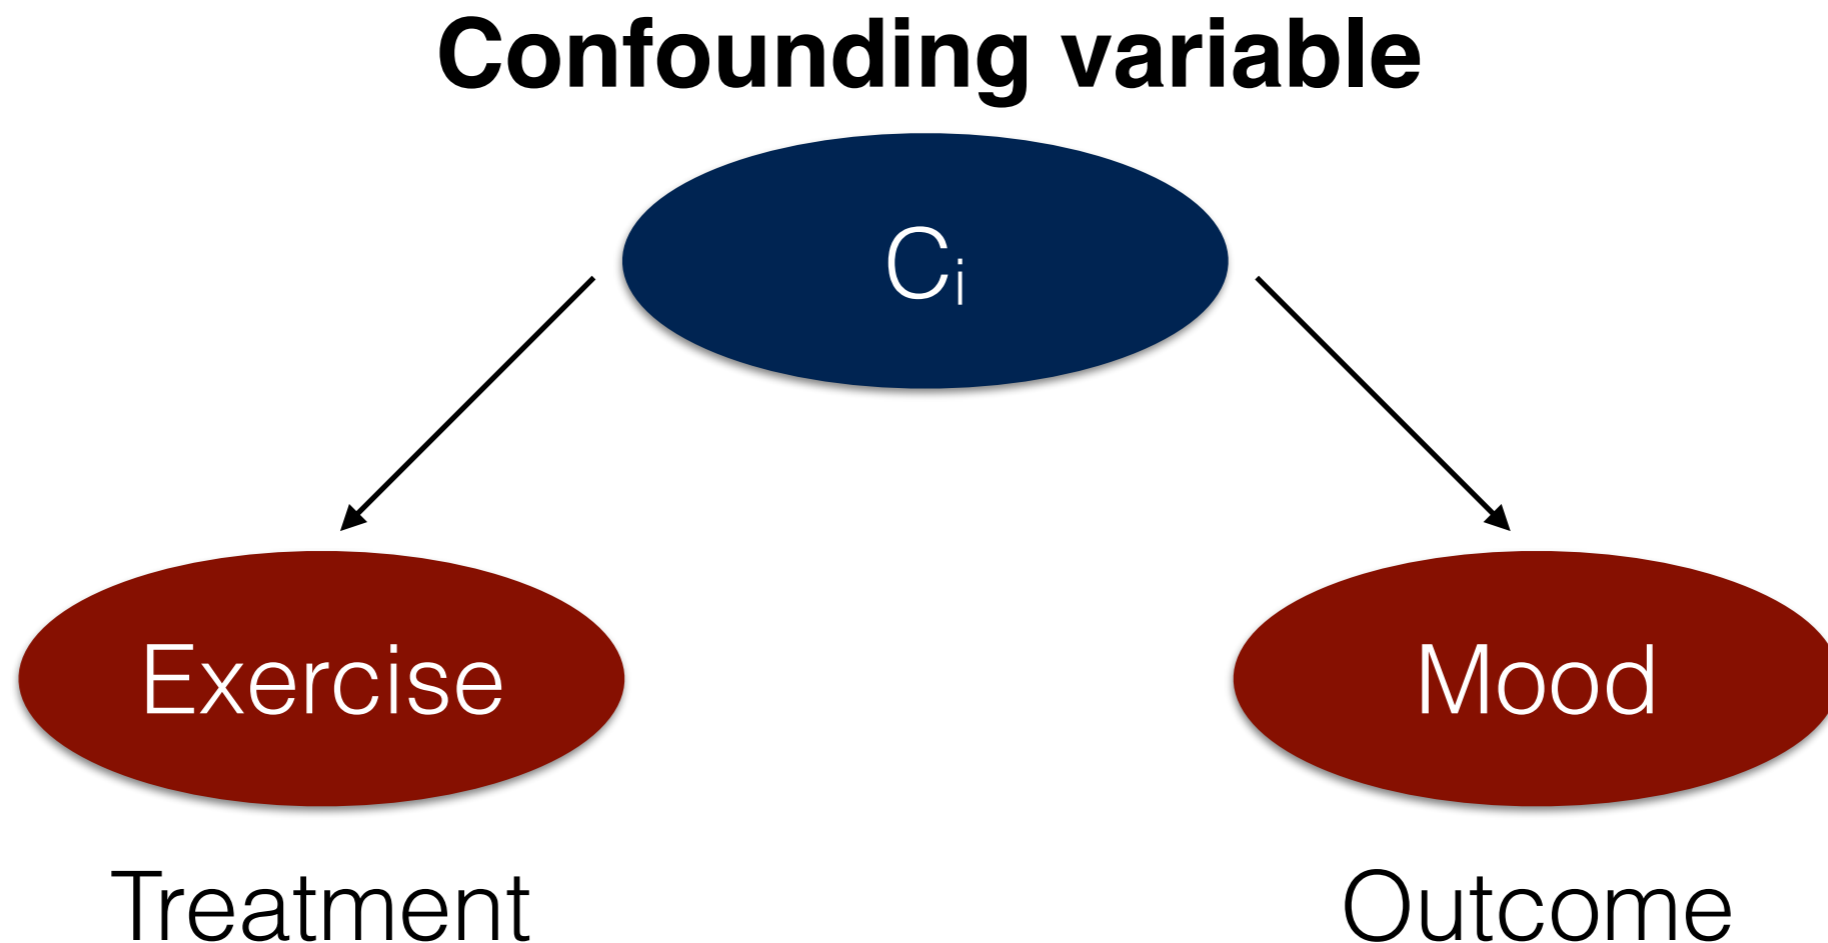 Confounding variable
Ci
Exercise
Mood
Treatment
Outcome